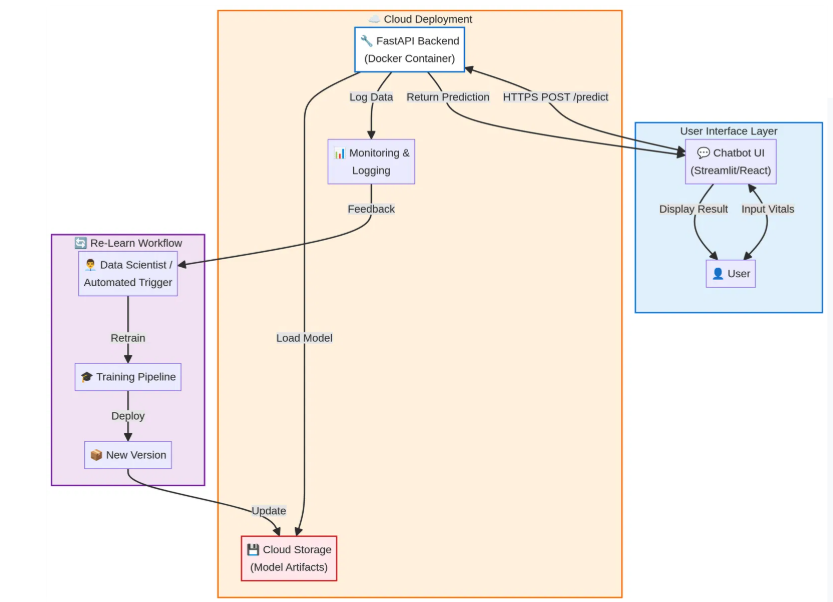 ☁️ Cloud Deployment
🔧 FastAPI Backend
(Docker Container)
Log Data
Return Prediction
HTTPS POST /predict
User Interface Layer
💬 Chatbot UI
(Streamlit/React)
📊 Monitoring &
Logging
Feedback
Display Result
Input Vitals
🔄 Re-Learn Workflow
👨‍💼 Data Scientist /
Automated Trigger
👤 User
Retrain
Load Model
🎓 Training Pipeline
Deploy
📦 New Version
Update
💾 Cloud Storage
(Model Artifacts)